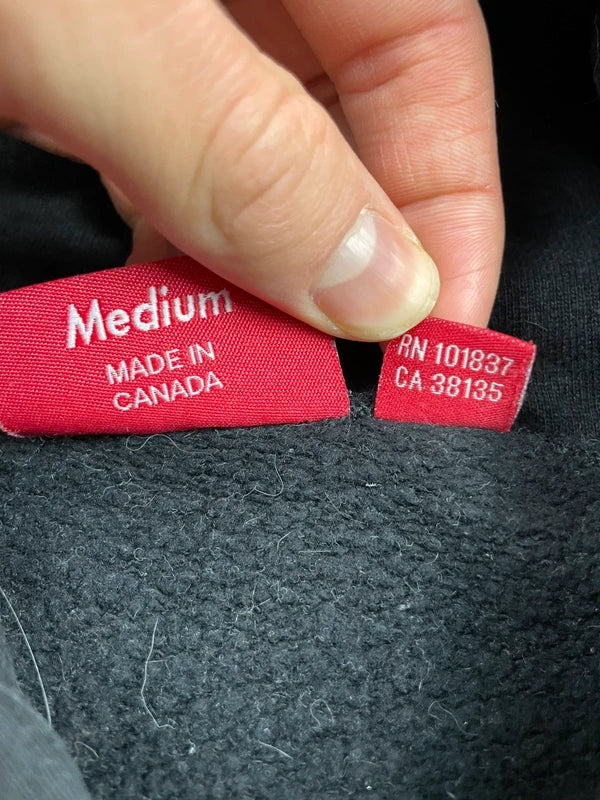 Medium
MADE IN
CANADA
RN 101837
CA 38135